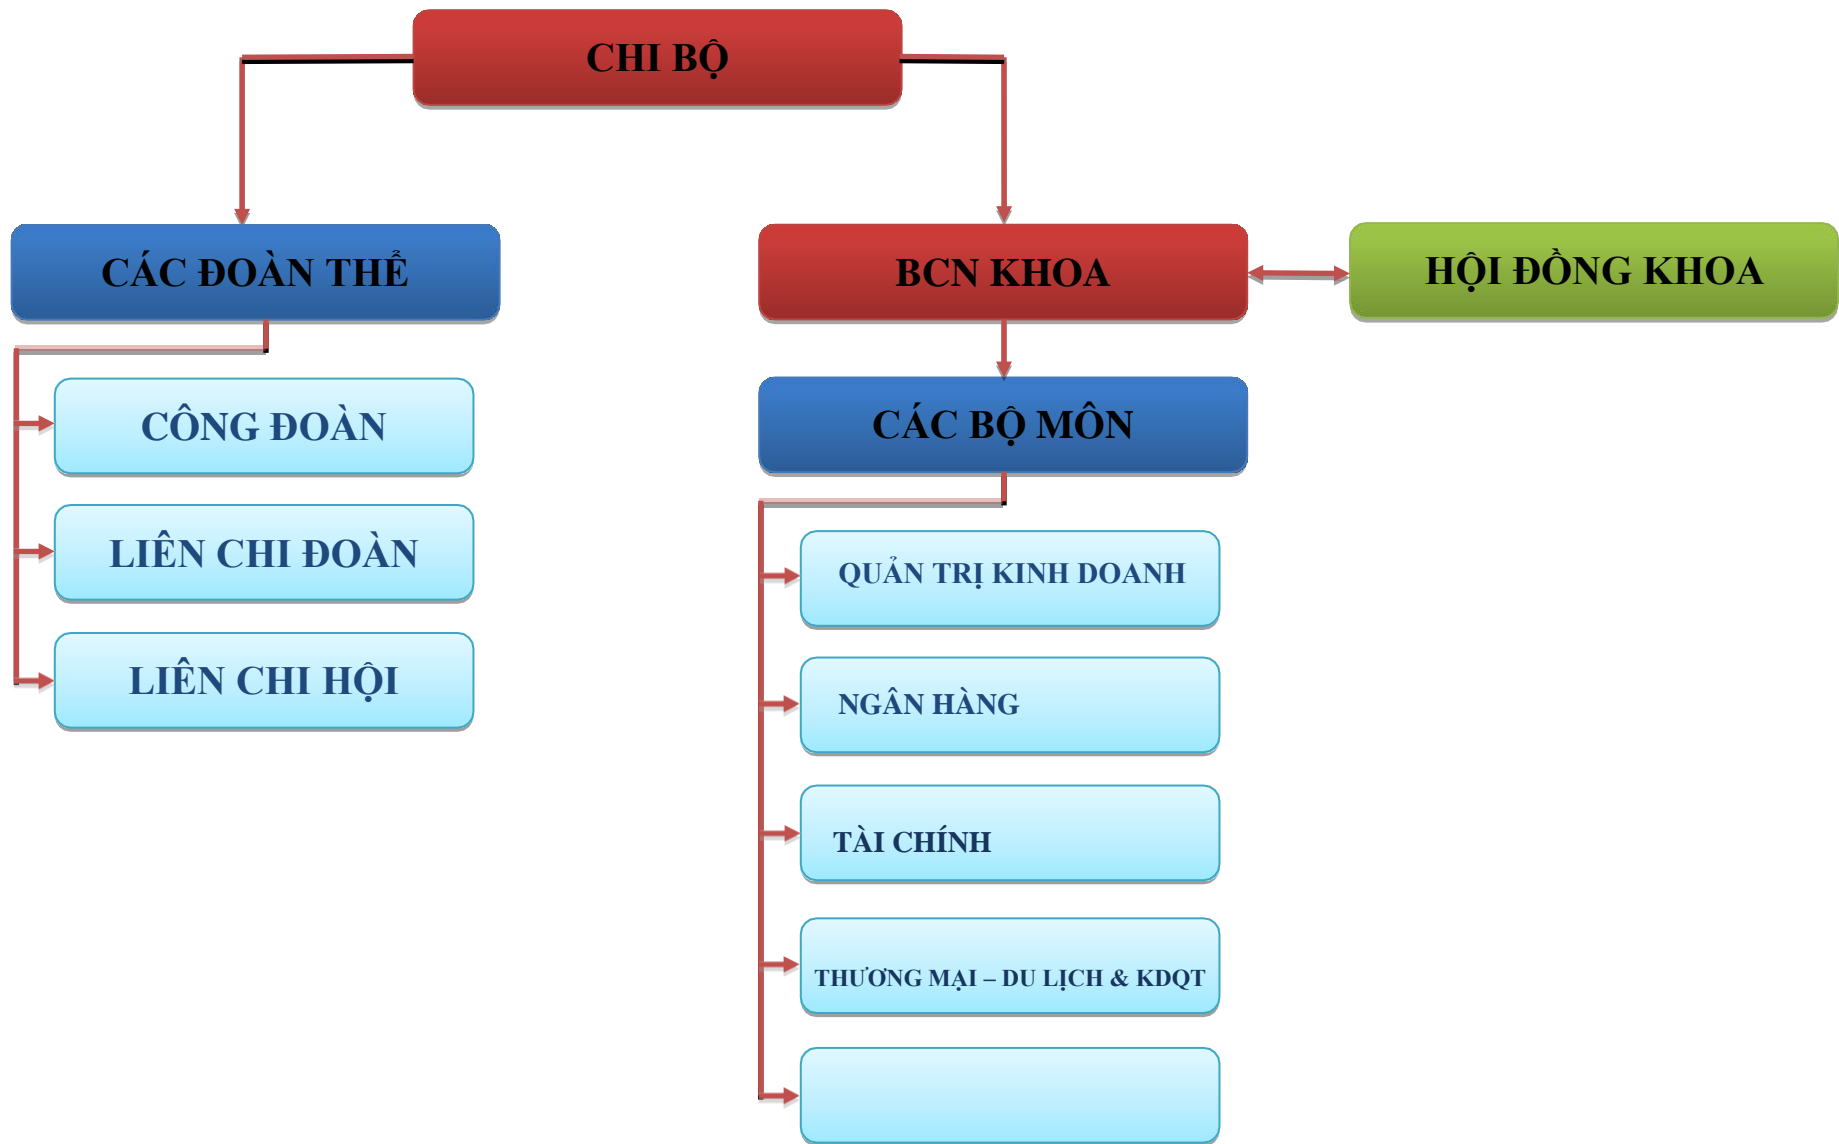 CHI BỘ
CÁC ĐOÀN THỂ
BCN KHOA
HỘI ĐỒNG KHOA
CÔNG ĐOÀN
LIÊN CHI ĐOÀN
LIÊN CHI HỘI
CÁC BỘ MÔN
QUẢN TRỊ KINH DOANH
NGÂN HÀNG
TÀI CHÍNH
THƯƠNG MẠI – DU LỊCH & KDQT